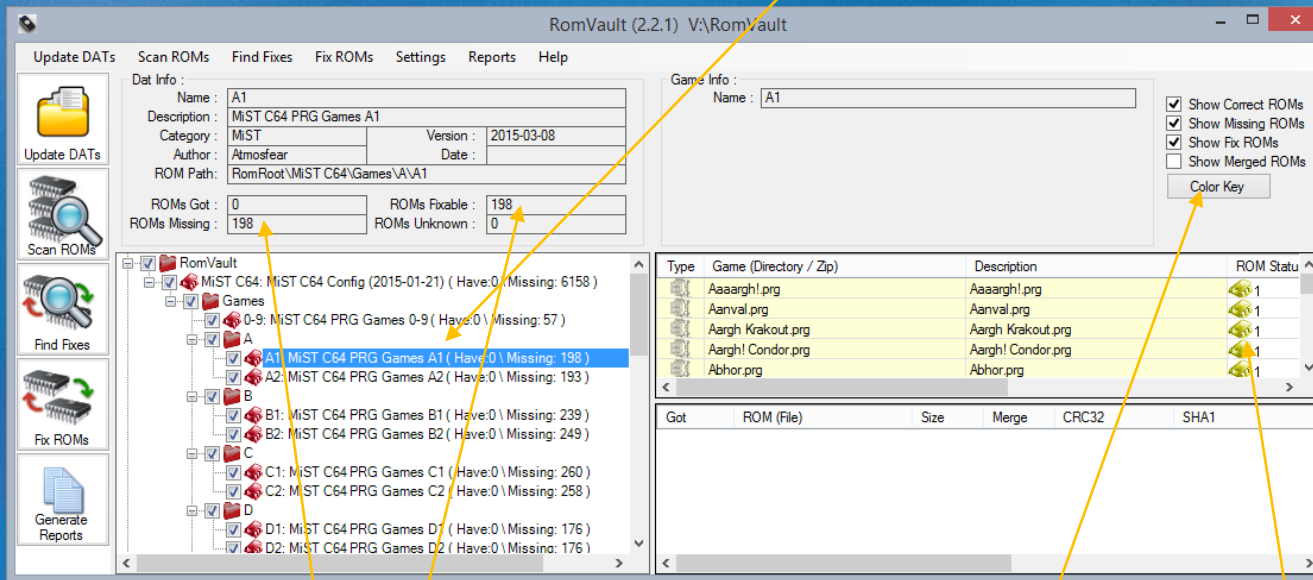 RomVault (2.2.1) V:\RomVault
Update DATs Scan ROMs Find Fixes Fix ROMs Settings Reports Help
Update DATs
Scan ROMs
Find Fixes
Fix ROMs
Generate
Reports
Dat Info :
Name : A1
Description : MiST C64 PRG Games A1
Category : MiST Version : 2015-03-08
Author : Atmosfear Date :
ROM Path: RomRoot\MiST C64\Games\A\A1
ROMs Got : 0 ROMs Fixable : 198
ROMs Missing : 198 ROMs Unknown : 0
Game Info :
Name : A1
Show Correct ROMs
Show Missing ROMs
Show Fix ROMs
Show Merged ROMs
Color Key
RomVault
MiST C64: MiST C64 Config (2015-01-21) ( Have:0 \ Missing: 6158 )
Games
0-9: MiST C64 PRG Games 0-9 ( Have:0 \ Missing: 57 )
A
A1: MiST C64 PRG Games A1 ( Have:0 \ Missing: 198 )
A2: MiST C64 PRG Games A2 ( Have:0 \ Missing: 193 )
B
B1: MiST C64 PRG Games B1 ( Have:0 \ Missing: 239 )
B2: MiST C64 PRG Games B2 ( Have:0 \ Missing: 249 )
C
C1: MiST C64 PRG Games C1 ( Have:0 \ Missing: 260 )
C2: MiST C64 PRG Games C2 ( Have:0 \ Missing: 258 )
D
D1: MiST C64 PRG Games D1 ( Have:0 \ Missing: 176 )
D2: MiST C64 PRG Games D2 ( Have:0 \ Missing: 176 )
Type Game (Directory / Zip) Description ROM Statu
Aaaargh!.prg Aaaargh!.prg 1
Aanval.prg Aanval.prg 1
Aargh Krakout.prg Aargh Krakout.prg 1
Aargh! Condor.prg Aargh! Condor.prg 1
Abhor.prg Abhor.prg 1
Got ROM (File) Size Merge CRC32 SHA1